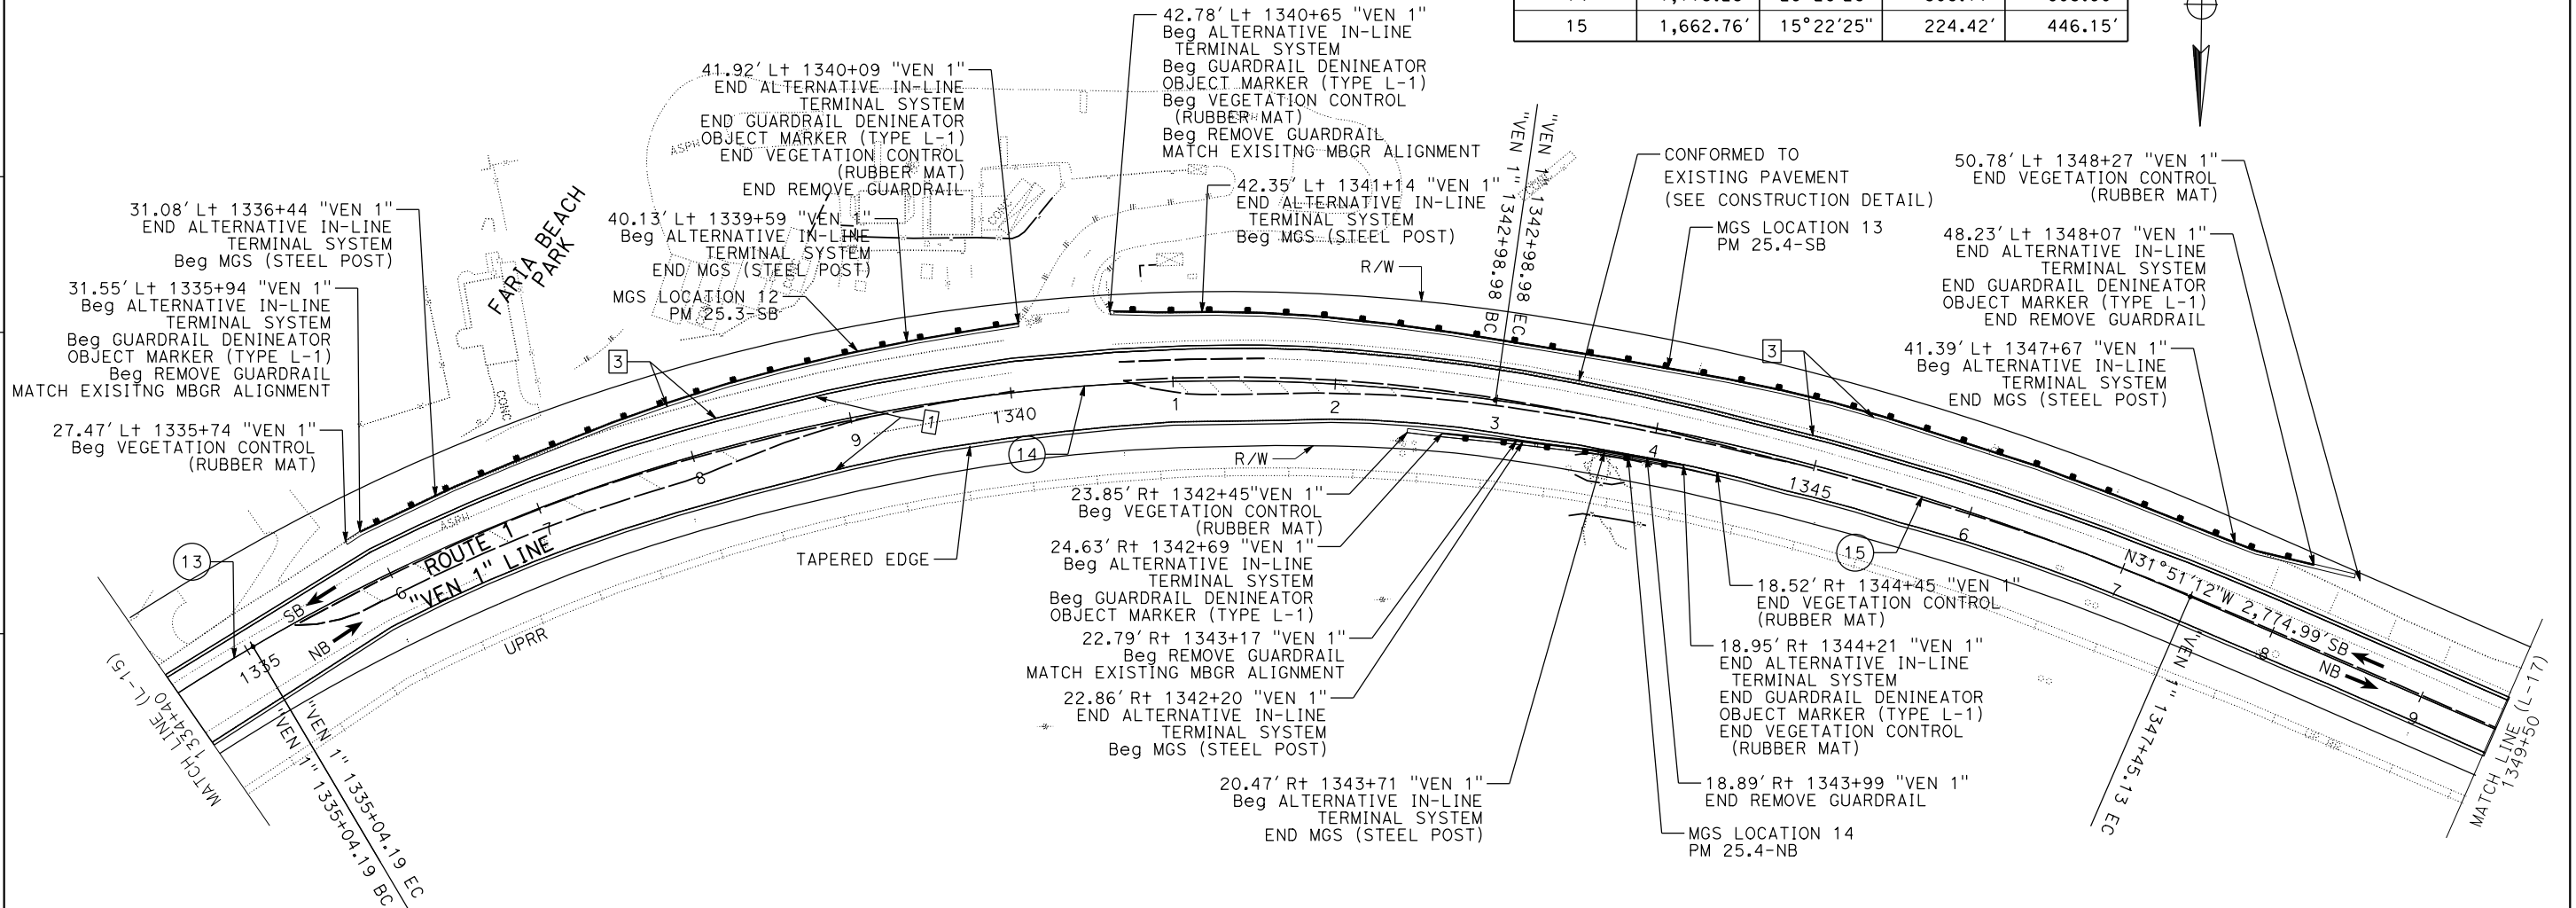 15 1,662.76' 15°22'25" 224.42' 446.15'
42.78' Lt 1340+65 "VEN 1"
Beg ALTERNATIVE IN-LINE
TERMINAL SYSTEM
Beg GUARDRAIL DENINEATOR
OBJECT MARKER (TYPE L-1)
Beg VEGETATION CONTROL
(RUBBER MAT)
Beg REMOVE GUARDRAIL
MATCH EXISITNG MBGR ALIGNMENT
41.92' Lt 1340+09 "VEN 1"
END ALTERNATIVE IN-LINE
TERMINAL SYSTEM
END GUARDRAIL DENINEATOR
OBJECT MARKER (TYPE L-1)
END VEGETATION CONTROL
(RUBBER MAT)
END REMOVE GUARDRAIL
ASPH
CONC
42.35' Lt 1341+14 "VEN 1"
END ALTERNATIVE IN-LINE
TERMINAL SYSTEM
Beg MGS (STEEL POST)
"VEN 1" 1342+98.98 BC
"VEN 1" 1342+98.98 EC
CONFORMED TO
EXISTING PAVEMENT
(SEE CONSTRUCTION DETAIL)
MGS LOCATION 13
PM 25.4-SB
R/W
50.78' Lt 1348+27 "VEN 1"
END VEGETATION CONTROL
(RUBBER MAT)
48.23' Lt 1348+07 "VEN 1"
END ALTERNATIVE IN-LINE
TERMINAL SYSTEM
END GUARDRAIL DENINEATOR
OBJECT MARKER (TYPE L-1)
END REMOVE GUARDRAIL
41.39' Lt 1347+67 "VEN 1"
Beg ALTERNATIVE IN-LINE
TERMINAL SYSTEM
END MGS (STEEL POST)
31.08' Lt 1336+44 "VEN 1"
END ALTERNATIVE IN-LINE
TERMINAL SYSTEM
Beg MGS (STEEL POST)
FARIA BEACH
PARK
40.13' Lt 1339+59 "VEN 1"
Beg ALTERNATIVE IN-LINE
TERMINAL SYSTEM
END MGS (STEEL POST)
MGS LOCATION 12
PM 25.3-SB
31.55' Lt 1335+94 "VEN 1"
Beg ALTERNATIVE IN-LINE
TERMINAL SYSTEM
Beg GUARDRAIL DENINEATOR
OBJECT MARKER (TYPE L-1)
Beg REMOVE GUARDRAIL
MATCH EXISITNG MBGR ALIGNMENT
27.47' Lt 1335+74 "VEN 1"
Beg VEGETATION CONTROL
(RUBBER MAT)
CONC
3
3
1
13
14
15
1335
6
7
8
9
1340
1
2
3
4
1345
6
7
8
9
ASPH
ROUTE 1
"VEN 1" LINE
SB
NB
UPRR
TAPERED EDGE
R/W
MATCH LINE (L-15)
1334+40
"VEN 1" 1335+04.19 EC
"VEN 1" 1335+04.19 BC
23.85' Rt 1342+45"VEN 1"
Beg VEGETATION CONTROL
(RUBBER MAT)
24.63' Rt 1342+69 "VEN 1"
Beg ALTERNATIVE IN-LINE
TERMINAL SYSTEM
Beg GUARDRAIL DENINEATOR
OBJECT MARKER (TYPE L-1)
22.79' Rt 1343+17 "VEN 1"
Beg REMOVE GUARDRAIL
MATCH EXISTING MBGR ALIGNMENT
22.86' Rt 1342+20 "VEN 1"
END ALTERNATIVE IN-LINE
TERMINAL SYSTEM
Beg MGS (STEEL POST)
20.47' Rt 1343+71 "VEN 1"
Beg ALTERNATIVE IN-LINE
TERMINAL SYSTEM
END MGS (STEEL POST)
18.52' Rt 1344+45 "VEN 1"
END VEGETATION CONTROL
(RUBBER MAT)
18.95' Rt 1344+21 "VEN 1"
END ALTERNATIVE IN-LINE
TERMINAL SYSTEM
END GUARDRAIL DENINEATOR
OBJECT MARKER (TYPE L-1)
END VEGETATION CONTROL
(RUBBER MAT)
18.89' Rt 1343+99 "VEN 1"
END REMOVE GUARDRAIL
MGS LOCATION 14
PM 25.4-NB
N31°51'12"W 2,774.99'
SB
NB
"VEN 1" 1347+45.13 EC
MATCH LINE (L-17)
1349+50